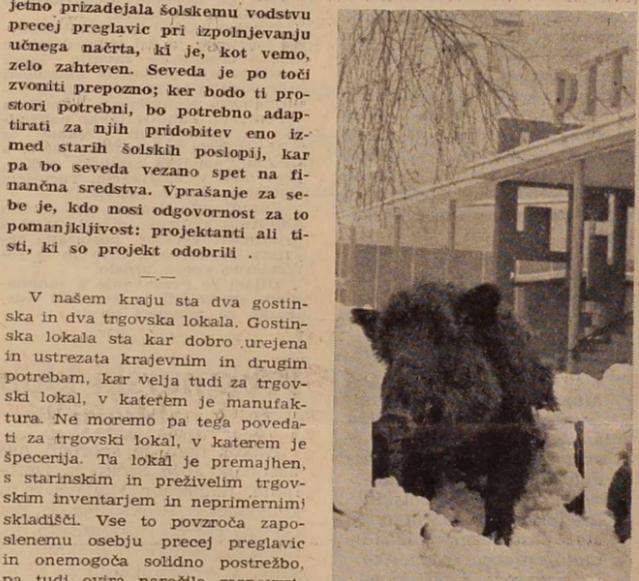 jetno prizadejala šolskemu vodstvu
precej preglavic pri izpolnjevanju
učnega načrta, ki je, kot vemo,
zelo zahteven. Seveda je po toči
zvoniti prepozno; ker bodo ti pro-
stori potrebni, bo potrebno adap-
tirati za njih pridobitev eno iz-
med starih šolskih poslopij, kar
pa bo seveda vezano spet na fi-
nančna sredstva. Vprašanje za se-
be je, kdo nosi odgovornost za to
pomanjkljivost: projektanti ali ti-
sti, ki so projekt odobrili .
—.—
V našem kraju sta dva gostin-
ska in dva trgovska lokala. Gostin-
ska lokala sta kar dobro urejena
in ustrezata krajevnim in drugim
potrebam, kar velja tudi za trgov-
ski lokal, v katerem je manufak-
tura. Ne moremo pa tega poveda-
ti za trgovski lokal, v katerem je
špecerija. Ta lokal je premajhen,
s starinskim in preživelim trgov-
skim inventarjem in neprimernimi
skladišči. Vse to povzroča zapo-
slenemu osebju precej preglavic
in onemogoča solidno postrežbo,
pa tudi ovira